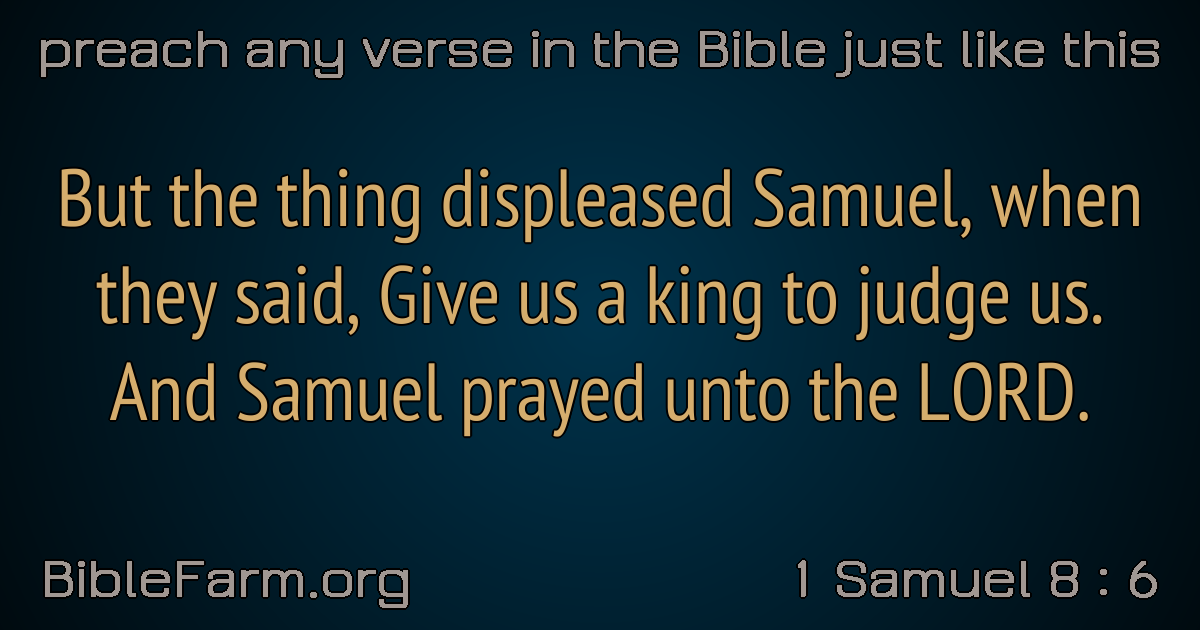 preach any verse in the Bible just like this
But the thing displeased Samuel, when
they said, Give us a king to judge us.
And Samuel prayed unto the LORD.
BibleFarm.org
1 Samuel 8 : 6